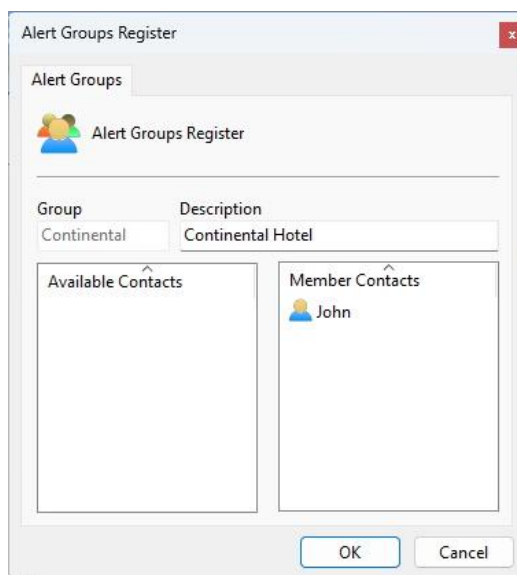 Alert Groups Register
x
Alert Groups
Alert Groups Register
Group Description
Continental Continental Hotel
Available Contacts Member Contacts
John
OK Cancel